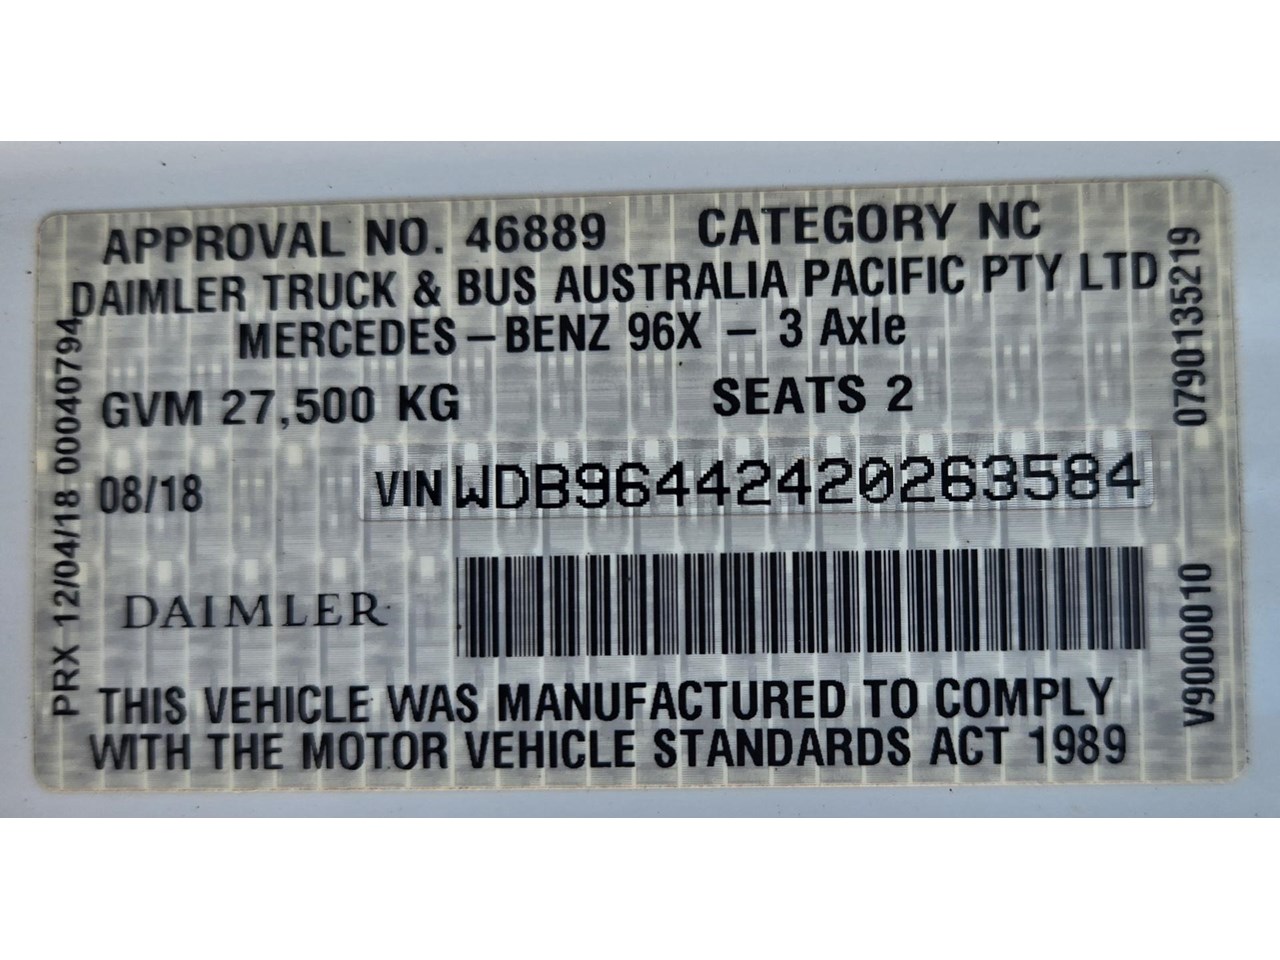 APPROVAL NO. 46889 CATEGORY NC
DAIMLER TRUCK & BUS AUSTRALIA PACIFIC PTY LTD
MERCEDES-BENZ 96X - 3 Axle
GVM 27,500 KG SEATS 2
08/18 VIN WDB96442420263584
DAIMLER
THIS VEHICLE WAS MANUFACTURED TO COMPLY
WITH THE MOTOR VEHICLE STANDARDS ACT 1989
PRX 12/04/18 00040794
0790135219
V9000010